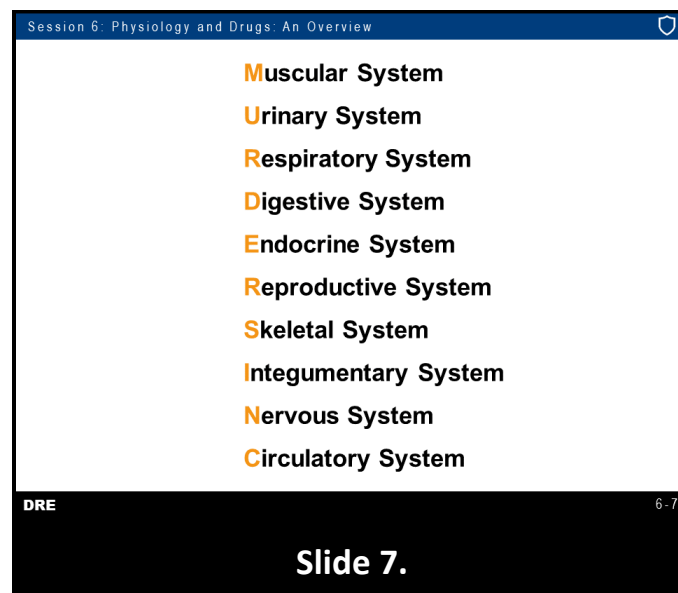 Session 6: Physiology and Drugs: An Overview
Muscular System
Urinary System
Respiratory System
Digestive System
Endocrine System
Reproductive System
Skeletal System
Integumentary System
Nervous System
Circulatory System
DRE 6-7
Slide 7.